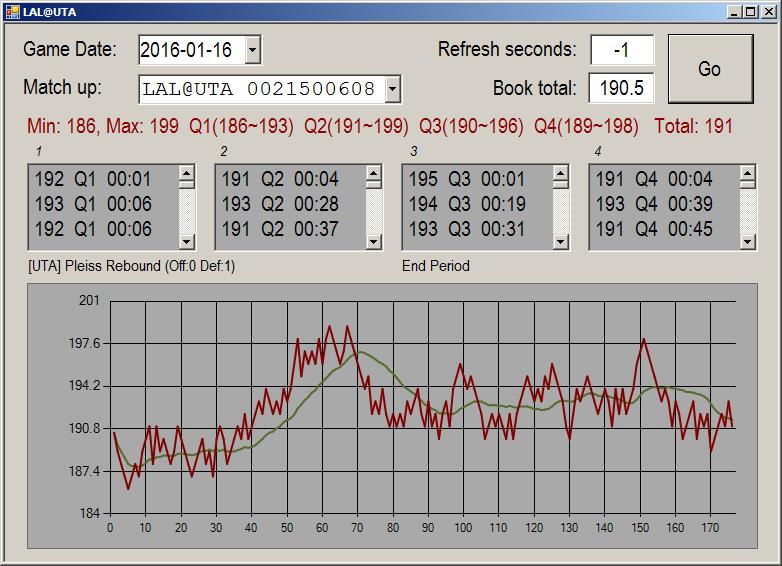 LAL@UTA
Game Date: 2016-01-16 Refresh seconds: -1 Go
Match up: LAL@UTA 0021500608 Book total: 190.5
Min: 186, Max: 199 Q1(186~193) Q2(191~199) Q3(190~196) Q4(189~198) Total: 191
1 2 3 4
192 Q1 00:01 191 Q2 00:04 195 Q3 00:01 191 Q4 00:04
193 Q1 00:06 193 Q2 00:28 194 Q3 00:19 193 Q4 00:39
192 Q1 00:06 191 Q2 00:37 193 Q3 00:31 191 Q4 00:45
[UTA] Pleiss Rebound (Off:0 Def:1) End Period
201
197.6
194.2
190.8
187.4
184
0 10 20 30 40 50 60 70 80 90 100 110 120 130 140 150 160 170